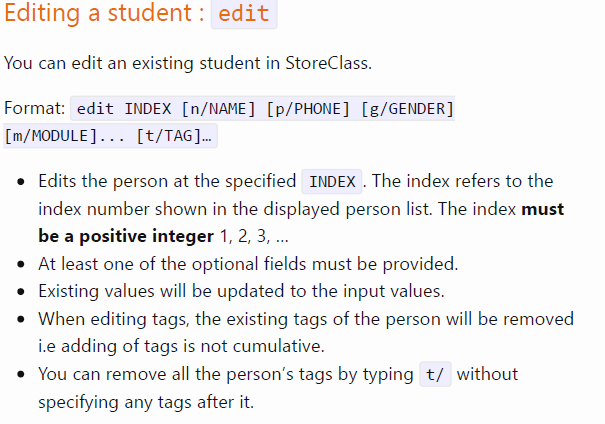 Editing a student : edit
You can edit an existing student in StoreClass.
Format: edit INDEX [n/NAME] [p/PHONE] [g/GENDER]
[m/MODULE]... [t/TAG]…
• Edits the person at the specified INDEX . The index refers to the
index number shown in the displayed person list. The index must
be a positive integer 1, 2, 3, …
• At least one of the optional fields must be provided.
• Existing values will be updated to the input values.
• When editing tags, the existing tags of the person will be removed
i.e adding of tags is not cumulative.
• You can remove all the person’s tags by typing t/ without
specifying any tags after it.